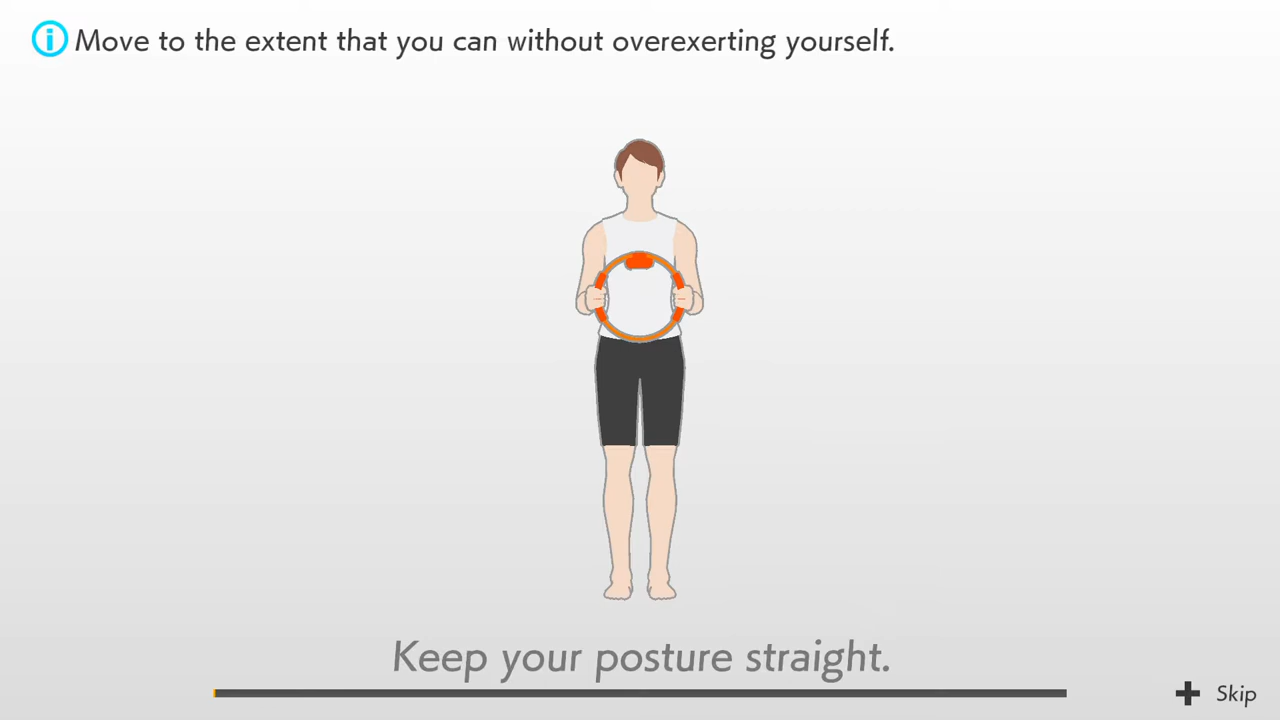 Move to the extent that you can without overexerting yourself.
Keep your posture straight.
Skip